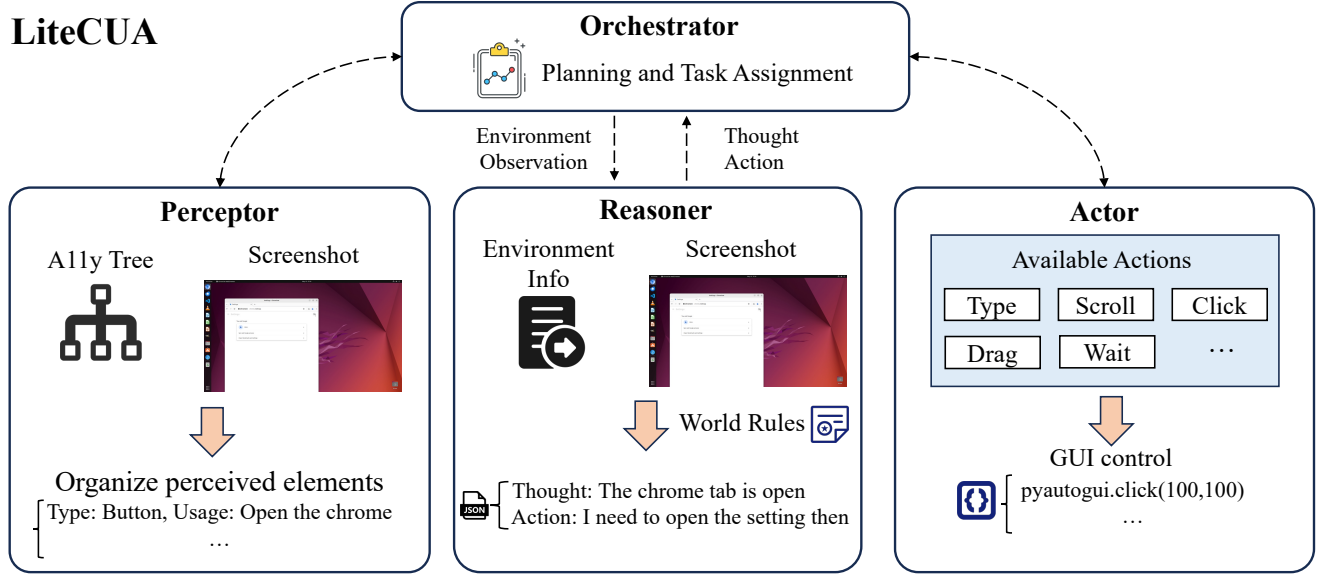 LiteCUA
Orchestrator
Planning and Task Assignment
Environment
Observation
Thought
Action
Perceptor
A11y Tree
Screenshot
Organize perceived elements
Type: Button, Usage: Open the chrome
…
Reasoner
Environment
Info
Screenshot
World Rules
JSON
Thought: The chrome tab is open
Action: I need to open the setting then
Actor
Available Actions
Type
Scroll
Click
Drag
Wait
…
GUI control
{}
pyautogui.click(100,100)
…